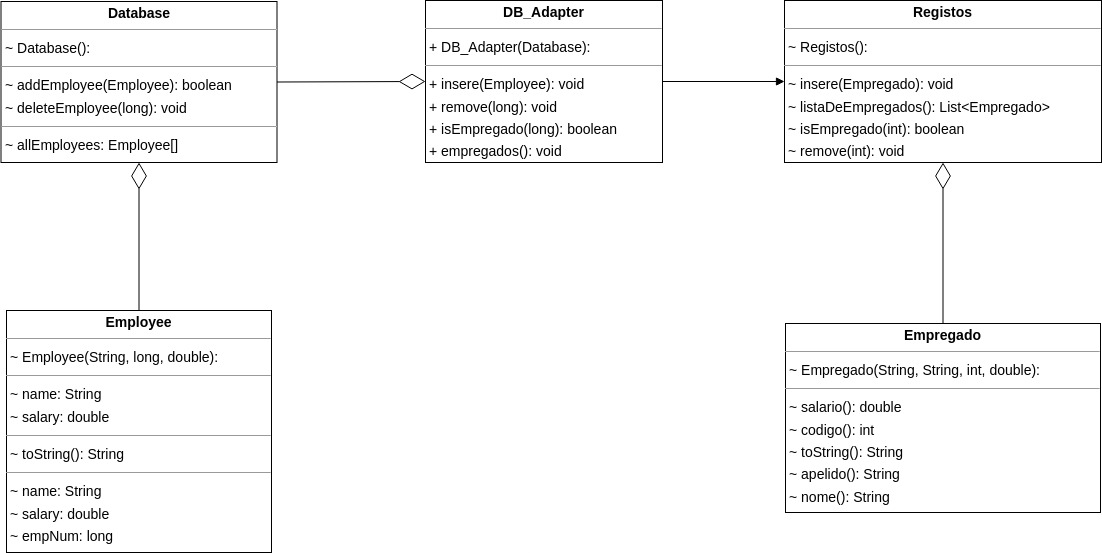 Database
~ Database():
~ addEmployee(Employee): boolean
~ deleteEmployee(long): void
~ allEmployees: Employee[]
DB_Adapter
+ DB_Adapter(Database):
+ insere(Employee): void
+ remove(long): void
+ isEmpregado(long): boolean
+ empregados(): void
Registos
~ Registos():
~ insere(Empregado): void
~ listaDeEmpregados(): List<Empregado>
~ isEmpregado(int): boolean
~ remove(int): void
Employee
~ Employee(String, long, double):
~ name: String
~ salary: double
~ toString(): String
~ name: String
~ salary: double
~ empNum: long
Empregado
~ Empregado(String, String, int, double):
~ salario(): double
~ codigo(): int
~ toString(): String
~ apelido(): String
~ nome(): String